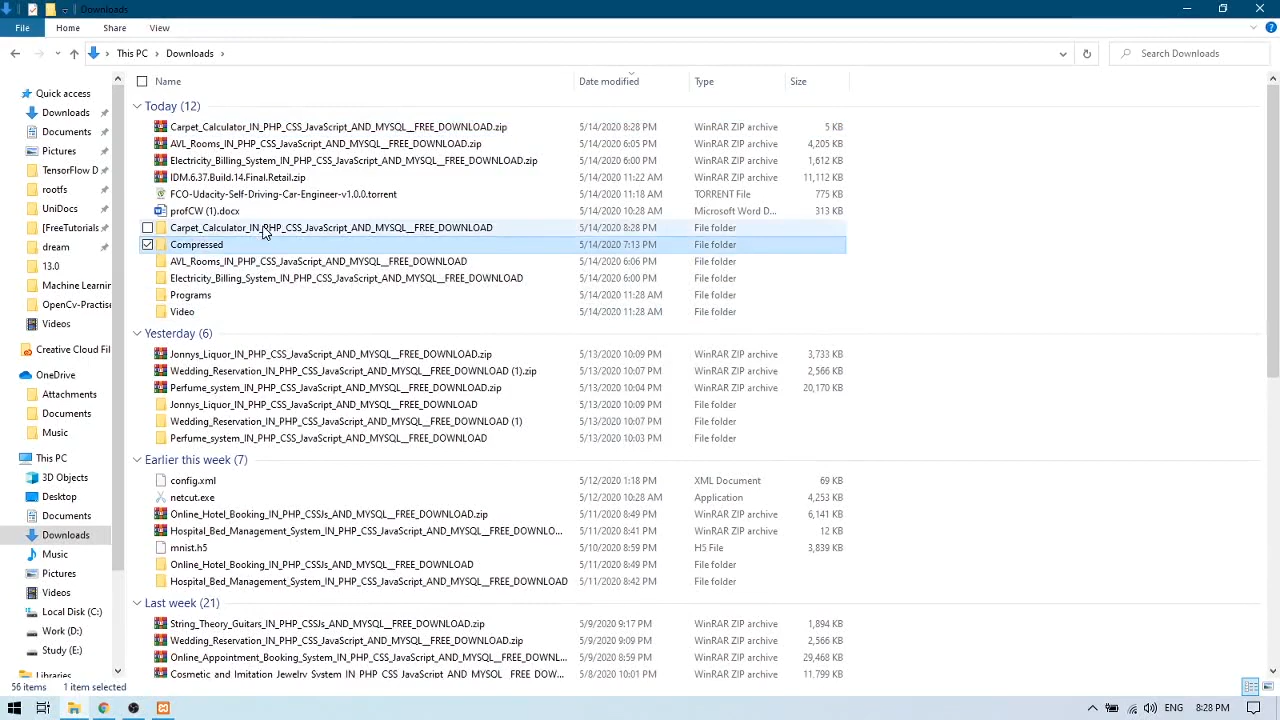 Downloads
File Home Share View
This PC Downloads Search Downloads
Name Date modified Type Size
Quick access
Downloads
Documents
Pictures
TensorFlow D
rootfs
UniDocs
[FreeTutorials
dream
13.0
Machine Learnin
OpenCv-Practise
Videos
Creative Cloud Fil
OneDrive
Attachments
Documents
Music
This PC
3D Objects
Desktop
Documents
Downloads
Music
Pictures
Videos
Local Disk (C:)
Work (D:)
Study (E:)
Libraries
Today (12)
Carpet_Calculator_IN_PHP_CSS_JavaScript_AND_MYSQL__FREE_DOWNLOAD.zip 5/14/2020 8:28 PM WinRAR ZIP archive 5 KB
AVL_Rooms_IN_PHP_CSS_JavaScript_AND_MYSQL__FREE_DOWNLOAD.zip 5/14/2020 6:05 PM WinRAR ZIP archive 4,205 KB
Electricity_Billing_System_IN_PHP_CSS_JavaScript_AND_MYSQL__FREE_DOWNLOAD.zip 5/14/2020 6:00 PM WinRAR ZIP archive 1,612 KB
IDM.6.37.Build.14.Final.Retail.zip 5/14/2020 11:22 AM WinRAR ZIP archive 11,112 KB
FCO-Udacity-Self-Driving-Car-Engineer-v1.0.0.torrent 5/14/2020 11:18 AM TORRENT File 775 KB
profCW (1).docx 5/14/2020 10:28 AM Microsoft Word D... 313 KB
Carpet_Calculator_IN_PHP_CSS_JavaScript_AND_MYSQL__FREE_DOWNLOAD 5/14/2020 8:28 PM File folder
Compressed 5/14/2020 7:13 PM File folder
AVL_Rooms_IN_PHP_CSS_JavaScript_AND_MYSQL__FREE_DOWNLOAD 5/14/2020 6:06 PM File folder
Electricity_Billing_System_IN_PHP_CSS_JavaScript_AND_MYSQL__FREE_DOWNLOAD 5/14/2020 6:00 PM File folder
Programs 5/14/2020 11:28 AM File folder
Video 5/14/2020 11:28 AM File folder
Yesterday (6)
Jonnys_Liquor_IN_PHP_CSS_JavaScript_AND_MYSQL__FREE_DOWNLOAD.zip 5/13/2020 10:09 PM WinRAR ZIP archive 3,733 KB
Wedding_Reservation_IN_PHP_CSS_JavaScript_AND_MYSQL__FREE_DOWNLOAD (1).zip 5/13/2020 10:07 PM WinRAR ZIP archive 2,566 KB
Perfume_system_IN_PHP_CSS_JavaScript_AND_MYSQL__FREE_DOWNLOAD.zip 5/13/2020 10:04 PM WinRAR ZIP archive 20,170 KB
Jonnys_Liquor_IN_PHP_CSS_JavaScript_AND_MYSQL__FREE_DOWNLOAD 5/13/2020 10:09 PM File folder
Wedding_Reservation_IN_PHP_CSS_JavaScript_AND_MYSQL__FREE_DOWNLOAD (1) 5/13/2020 10:07 PM File folder
Perfume_system_IN_PHP_CSS_JavaScript_AND_MYSQL__FREE_DOWNLOAD 5/13/2020 10:03 PM File folder
Earlier this week (7)
config.xml 5/12/2020 1:18 PM XML Document 69 KB
netcut.exe 5/12/2020 10:28 AM Application 4,253 KB
Online_Hotel_Booking_IN_PHP_CSSJs_AND_MYSQL__FREE_DOWNLOAD.zip 5/11/2020 8:49 PM WinRAR ZIP archive 6,141 KB
Hospital_Bed_Management_System_IN_PHP_CSS_JavaScript_AND_MYSQL__FREE_DOWNLO... 5/11/2020 8:41 PM WinRAR ZIP archive 12 KB
mnist.h5 5/10/2020 8:59 PM H5 File 3,839 KB
Online_Hotel_Booking_IN_PHP_CSSJs_AND_MYSQL__FREE_DOWNLOAD 5/11/2020 8:49 PM File folder
Hospital_Bed_Management_System_IN_PHP_CSS_JavaScript_AND_MYSQL__FREE_DOWNLOAD 5/11/2020 8:42 PM File folder
Last week (21)
String_Theory_Guitars_IN_PHP_CSSJs_AND_MYSQL__FREE_DOWNLOAD.zip 5/9/2020 9:17 PM WinRAR ZIP archive 1,894 KB
Wedding_Reservation_IN_PHP_CSS_JavaScript_AND_MYSQL__FREE_DOWNLOAD.zip 5/9/2020 9:09 PM WinRAR ZIP archive 2,566 KB
Online_Appointment_Booking_System_IN_PHP_CSS_JavaScript_AND_MYSQL__FREE_DOWNL... 5/9/2020 8:59 PM WinRAR ZIP archive 29,468 KB
Cosmetic_and_Imitation_Jewelry_System_IN_PHP_CSS_JavaScript_AND_MYSQL__FREE_DOW... 5/8/2020 10:01 PM WinRAR ZIP archive 11,799 KB
56 items 1 item selected
ENG 8:28 PM